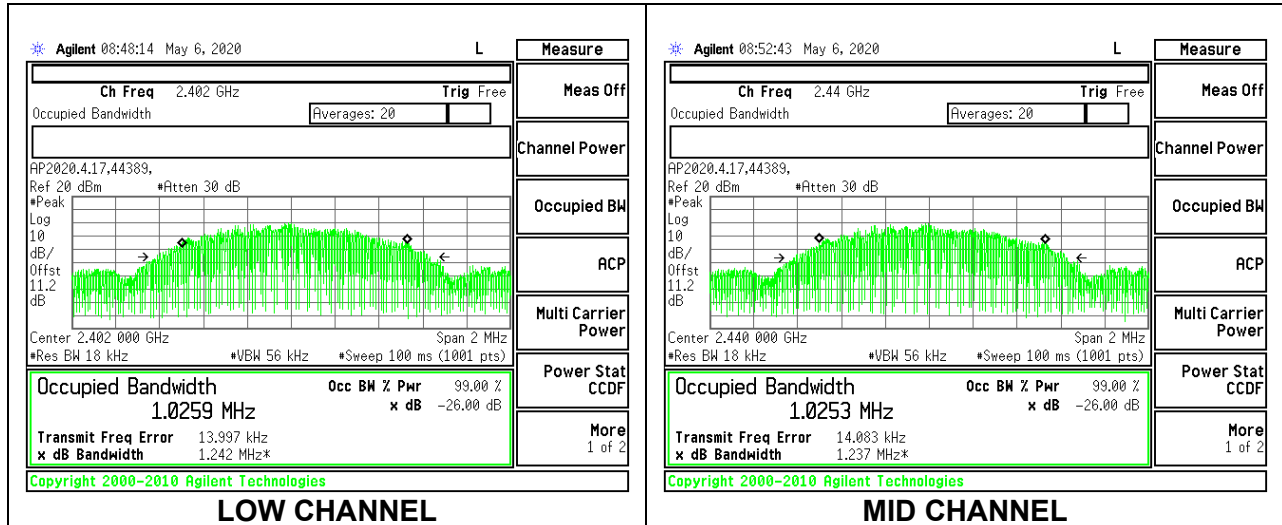 Agilent 08:48:14 May 6, 2020 L
Measure
Ch Freq 2.402 GHz Trig Free
Meas Off
Occupied Bandwidth Averages: 20
Channel Power
AP2020.4.17,44389,
Ref 20 dBm #Atten 30 dB
#Peak
Log
10
dB/
Offst
11.2
dB
Occupied BW
ACP
Multi Carrier
Power
Center 2.402 000 GHz Span 2 MHz
#Res BW 18 kHz #VBW 56 kHz #Sweep 100 ms (1001 pts)
Power Stat
CCDF
Occupied Bandwidth Occ BW % Pwr 99.00 %
1.0259 MHz x dB -26.00 dB
Transmit Freq Error 13.997 kHz
x dB Bandwidth 1.242 MHz*
More
1 of 2
Copyright 2000-2010 Agilent Technologies
LOW CHANNEL
Agilent 08:52:43 May 6, 2020 L
Measure
Ch Freq 2.44 GHz Trig Free
Meas Off
Occupied Bandwidth Averages: 20
Channel Power
AP2020.4.17,44389,
Ref 20 dBm #Atten 30 dB
#Peak
Log
10
dB/
Offst
11.2
dB
Occupied BW
ACP
Multi Carrier
Power
Center 2.440 000 GHz Span 2 MHz
#Res BW 18 kHz #VBW 56 kHz #Sweep 100 ms (1001 pts)
Power Stat
CCDF
Occupied Bandwidth Occ BW % Pwr 99.00 %
1.0253 MHz x dB -26.00 dB
Transmit Freq Error 14.083 kHz
x dB Bandwidth 1.237 MHz*
More
1 of 2
Copyright 2000-2010 Agilent Technologies
MID CHANNEL